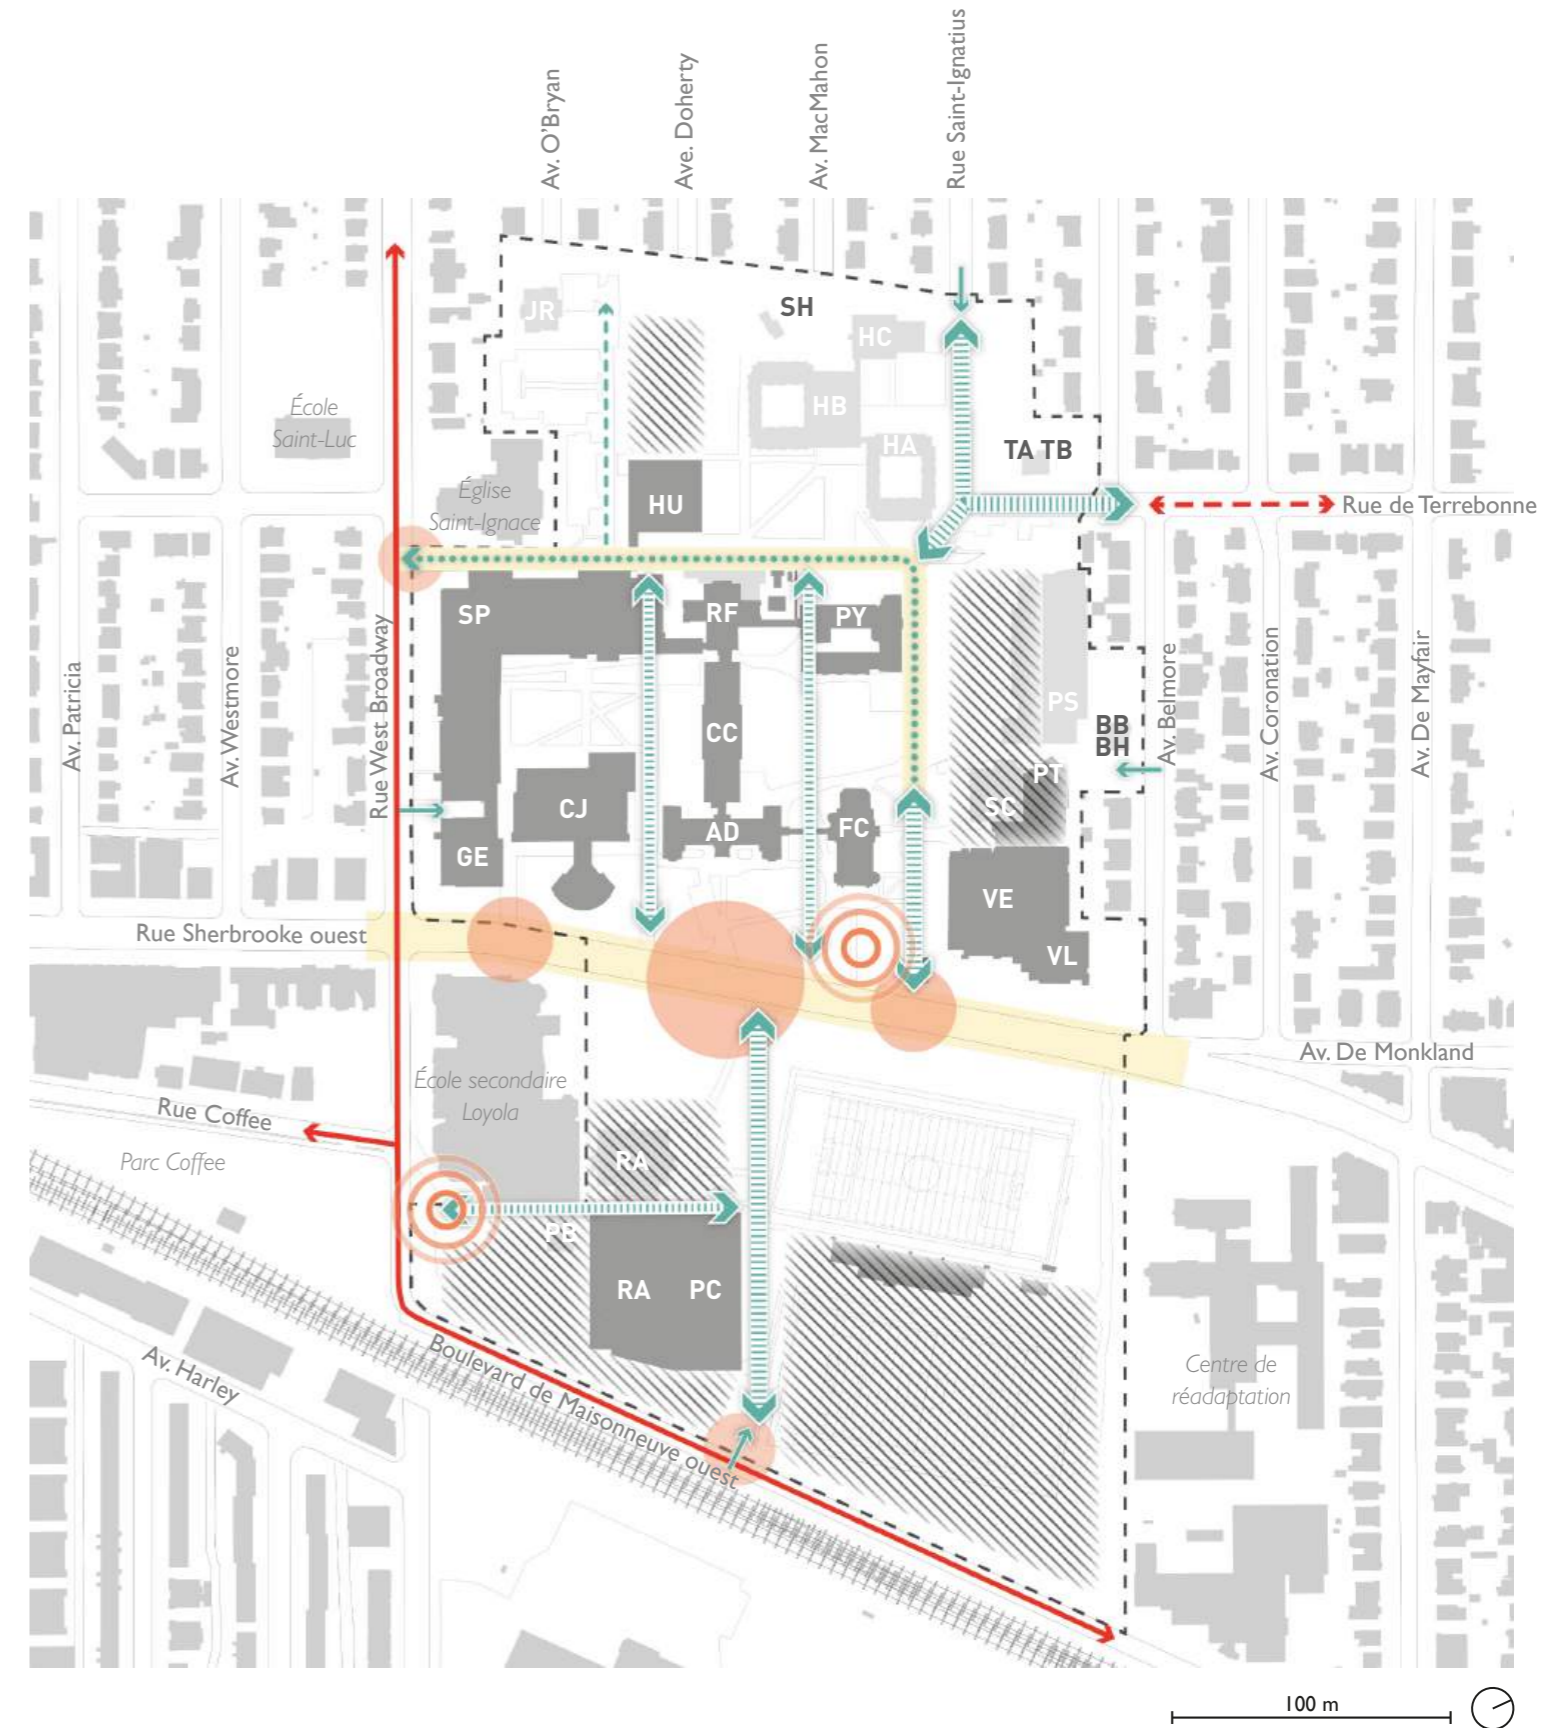 Av. O'Bryan
Ave. Doherty
Av. MacMahon
Rue Saint-Ignatius
JR
SH
HC
HB
HA
TA TB
École
Saint-Luc
Église
Saint-Ignace
HU
Rue de Terrebonne
SP
RF
PY
Av. Patricia
Av. Westmore
Rue West Broadway
CC
PS
BB
BH
Av. Belmore
Av. Coronation
Av. De Mayfair
PT
SC
CJ
AD
FC
GE
VE
VL
Rue Sherbrooke ouest
Av. De Monkland
École secondaire
Loyola
Rue Coffee
Parc Coffee
RA
PB
RA
PC
Boulevard de Maisonneuve ouest
Av. Harley
Centre de
réadaptation
100 m